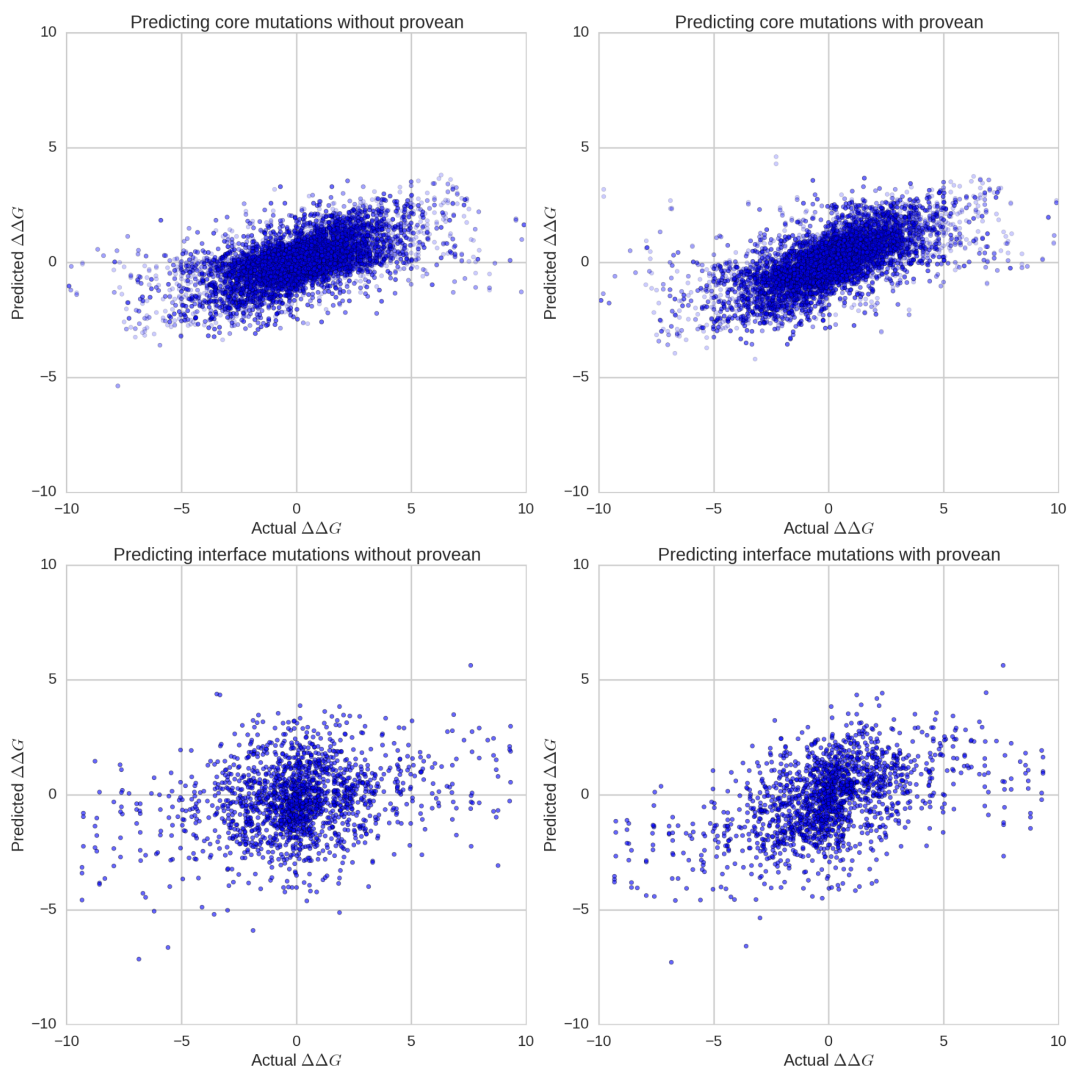 Predicting core mutations without provean
10
5
0
−5
−10
Predicted ΔΔG
−10 −5 0 5 10
Actual ΔΔG
Predicting core mutations with provean
10
5
0
−5
−10
Predicted ΔΔG
−10 −5 0 5 10
Actual ΔΔG
Predicting interface mutations without provean
10
5
0
−5
−10
Predicted ΔΔG
−10 −5 0 5 10
Actual ΔΔG
Predicting interface mutations with provean
10
5
0
−5
−10
Predicted ΔΔG
−10 −5 0 5 10
Actual ΔΔG